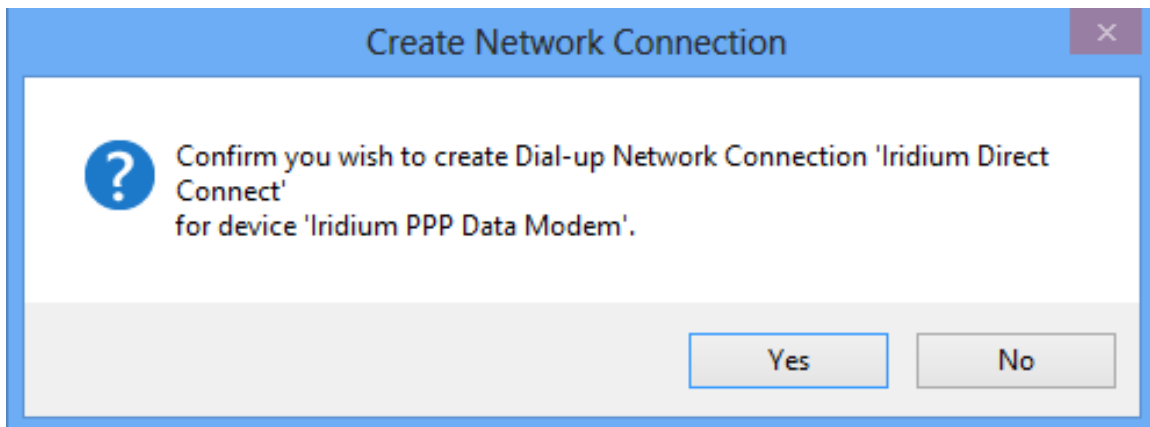 Create Network Connection
Confirm you wish to create Dial-up Network Connection 'Iridium Direct
Connect'
for device 'Iridium PPP Data Modem'.
Yes
No